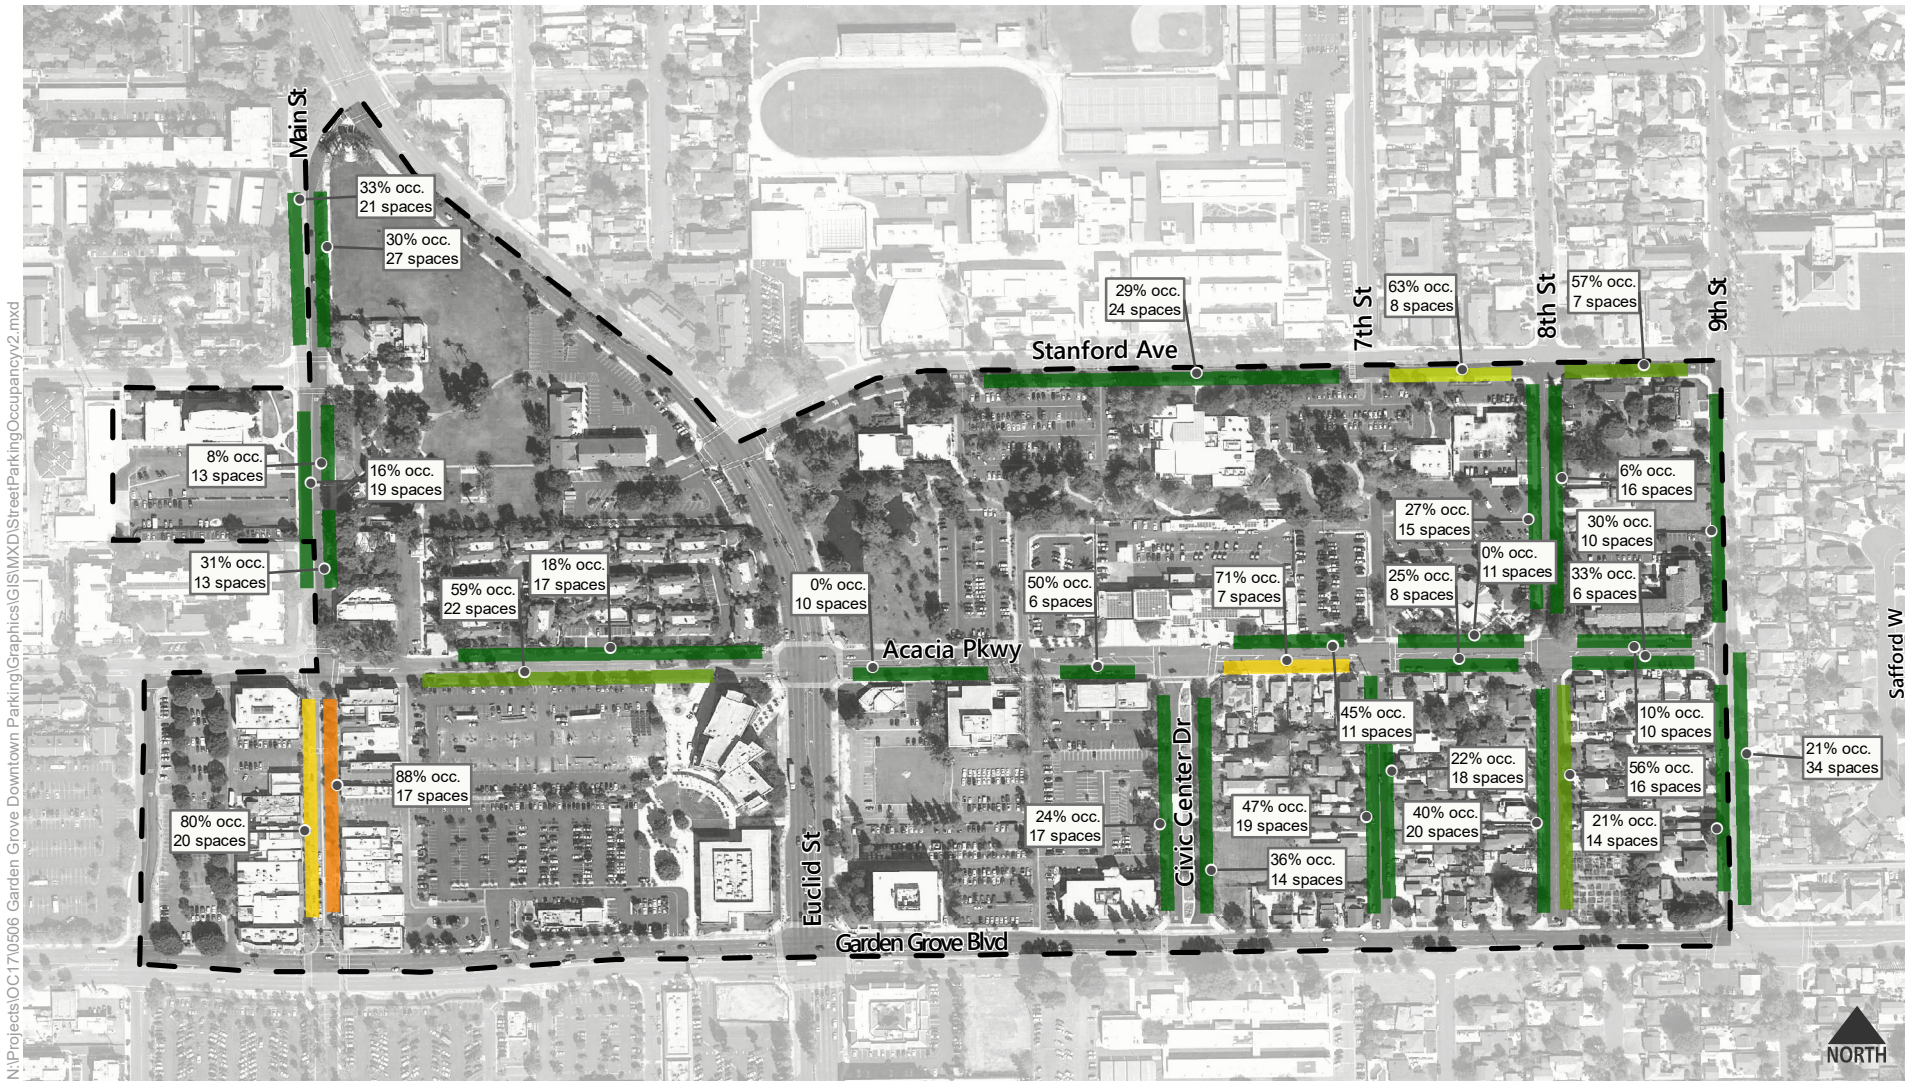 Main St
33% occ.
21 spaces
30% occ.
27 spaces
29% occ.
24 spaces
7th St
63% occ.
8 spaces
8th St
57% occ.
7 spaces
9th St
Stanford Ave
8% occ.
13 spaces
16% occ.
19 spaces
6% occ.
16 spaces
27% occ.
15 spaces
30% occ.
10 spaces
31% occ.
13 spaces
18% occ.
17 spaces
59% occ.
22 spaces
0% occ.
10 spaces
50% occ.
6 spaces
71% occ.
7 spaces
0% occ.
11 spaces
25% occ.
8 spaces
33% occ.
6 spaces
Acacia Pkwy
Safford W
45% occ.
11 spaces
10% occ.
10 spaces
21% occ.
34 spaces
88% occ.
17 spaces
22% occ.
18 spaces
56% occ.
16 spaces
80% occ.
20 spaces
Euclid St
24% occ.
17 spaces
Civic Center Dr
47% occ.
19 spaces
40% occ.
20 spaces
21% occ.
14 spaces
36% occ.
14 spaces
Garden Grove Blvd
NORTH
N:\Projects\OC17\0506 Garden Grove Downtown Parking\Graphics\GIS\MXD\StreetParkingOccupancyv2.mxd